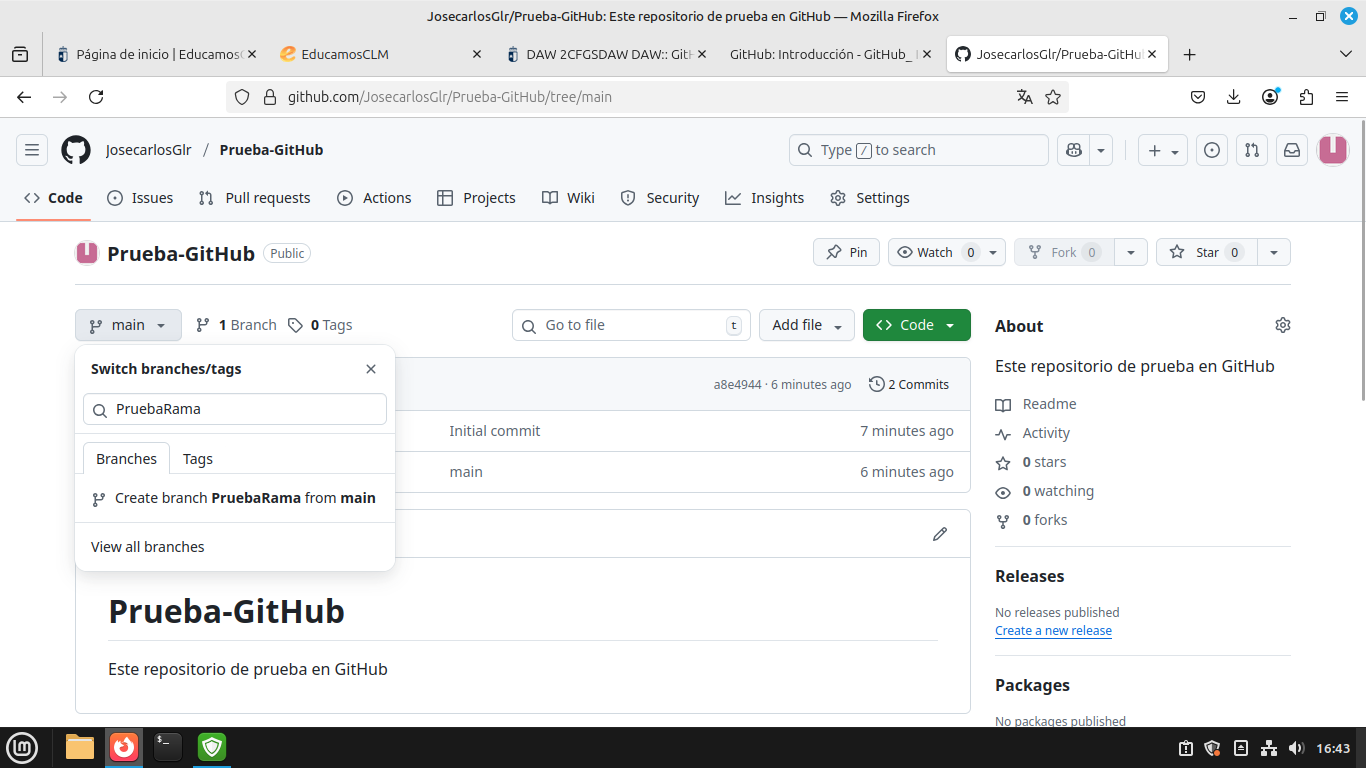 JosecarlosGlr/Prueba-GitHub: Este repositorio de prueba en GitHub — Mozilla Firefox
Página de inicio | Educamos
EducamosCLM
DAW 2CFGSDAW DAW:: GitH
GitHub: Introducción - GitHub_
JosecarlosGlr/Prueba-GitHu
github.com/JosecarlosGlr/Prueba-GitHub/tree/main
JosecarlosGlr / Prueba-GitHub
Type / to search
Code
Issues
Pull requests
Actions
Projects
Wiki
Security
Insights
Settings
Prueba-GitHub Public
Pin
Watch 0
Fork 0
Star 0
main
1 Branch
0 Tags
Go to file t
Add file
Code
Switch branches/tags
PruebaRama
Branches
Tags
Create branch PruebaRama from main
View all branches
a8e4944 · 6 minutes ago
2 Commits
Initial commit
7 minutes ago
main
6 minutes ago
Prueba-GitHub
Este repositorio de prueba en GitHub
About
Este repositorio de prueba en GitHub
Readme
Activity
0 stars
0 watching
0 forks
Releases
No releases published
Create a new release
Packages
No packages published
$_
16:43